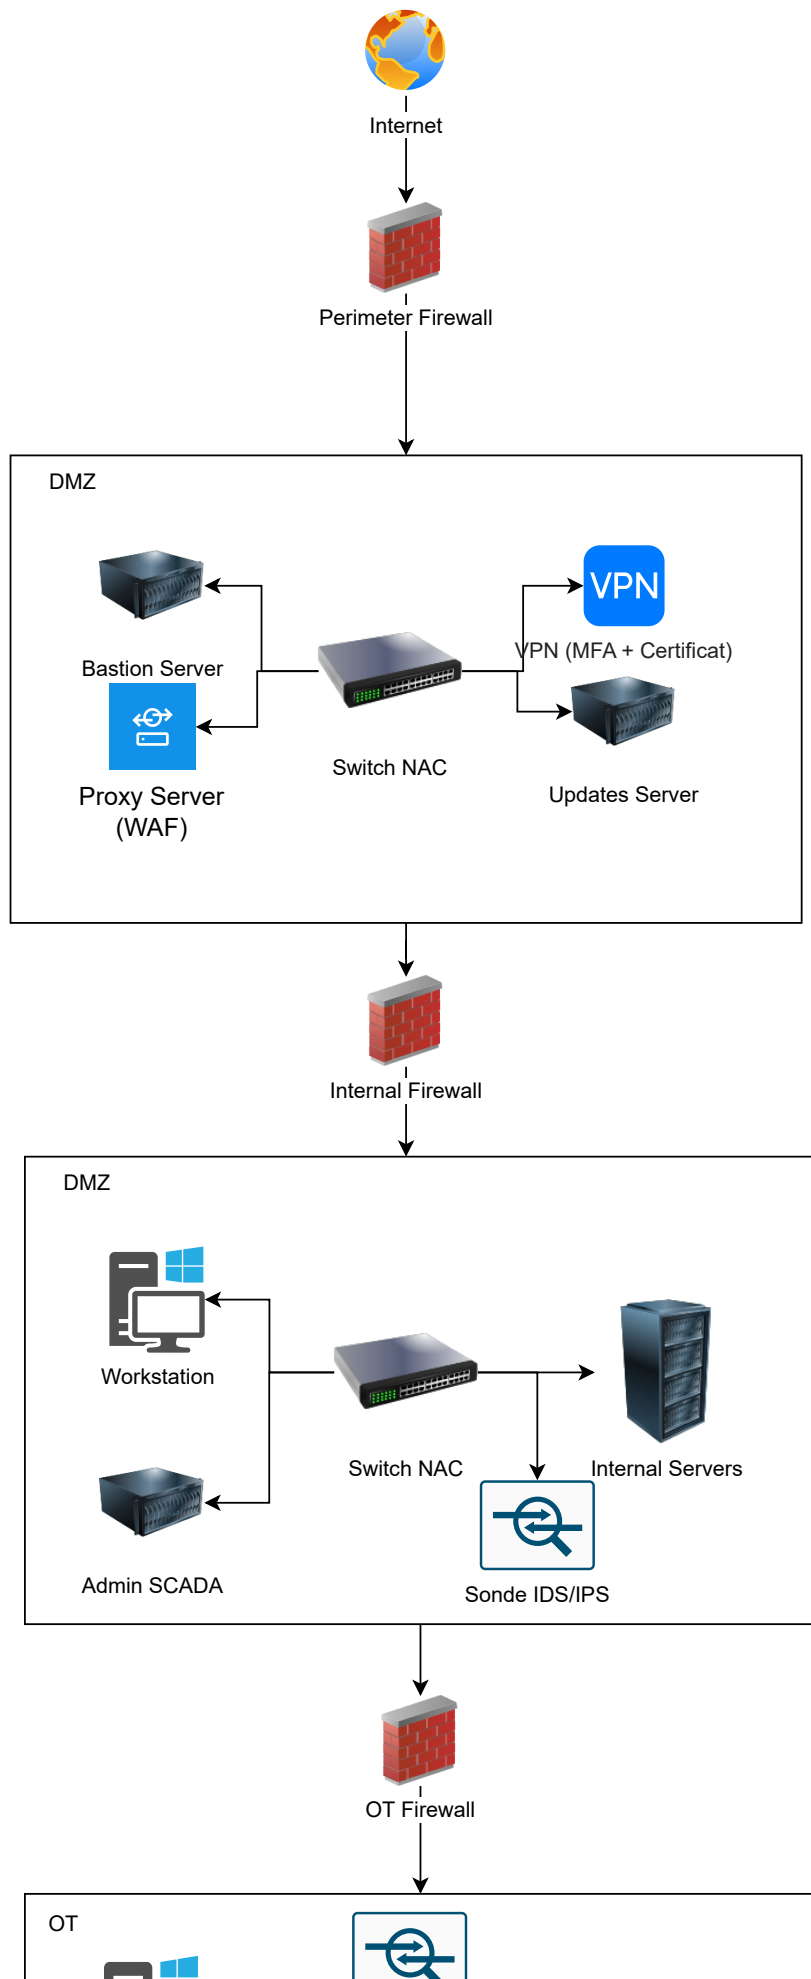 Internet
Perimeter Firewall
DMZ
VPN
Bastion Server
VPN (MFA + Certificat)
Switch NAC
Proxy Server
(WAF)
Updates Server
Internal Firewall
DMZ
Workstation
Switch NAC
Internal Servers
Admin SCADA
Sonde IDS/IPS
OT Firewall
OT